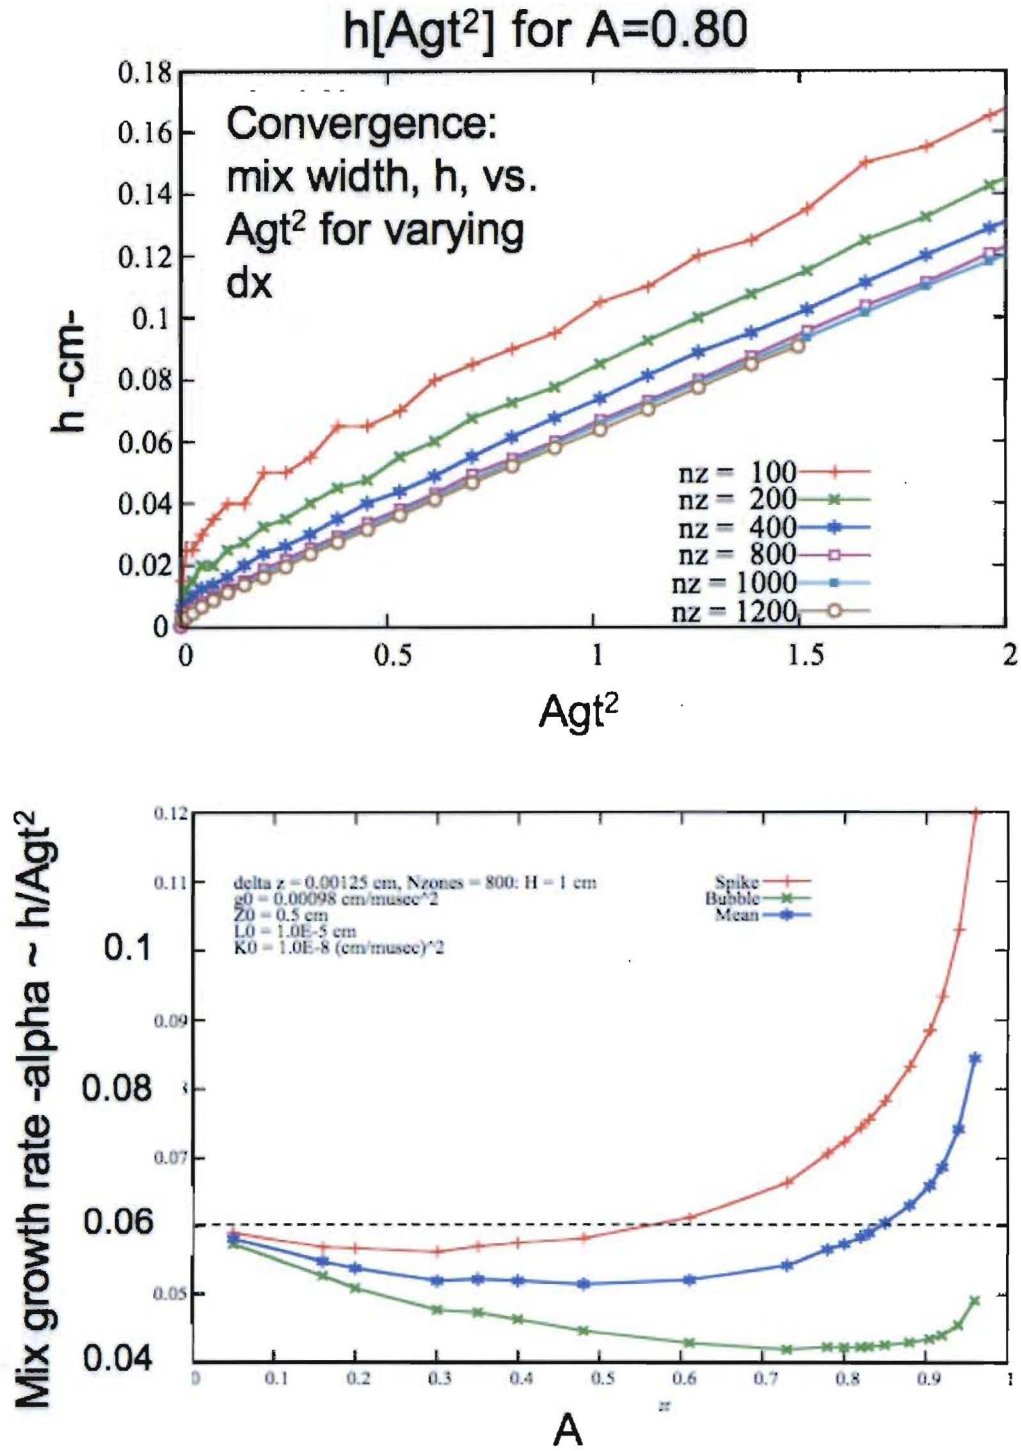 h[Agt²] for A=0.80
0.18
0.16
0.14
0.12
0.1
0.08
0.06
0.04
0.02
0
Convergence:
mix width, h, vs.
Agt² for varying
dx
h -cm-
nz = 100
nz = 200
nz = 400
nz = 800
nz = 1000
nz = 1200
0 0.5 1 1.5 2
Agt²
Mix growth rate -alpha ~ h/Agt²
0.12
0.11
0.1
0.09
0.08
0.07
0.06
0.05
0.04
delta z = 0.00125 cm, Nzones = 800: H = 1 cm
g0 = 0.00098 cm/musec^2
Z0 = 0.5 cm
L0 = 1.0E-5 cm
K0 = 1.0E-8 (cm/musec)^2
Spike
Bubble
Mean
0 0.1 0.2 0.3 0.4 0.5 0.6 0.7 0.8 0.9 1
A